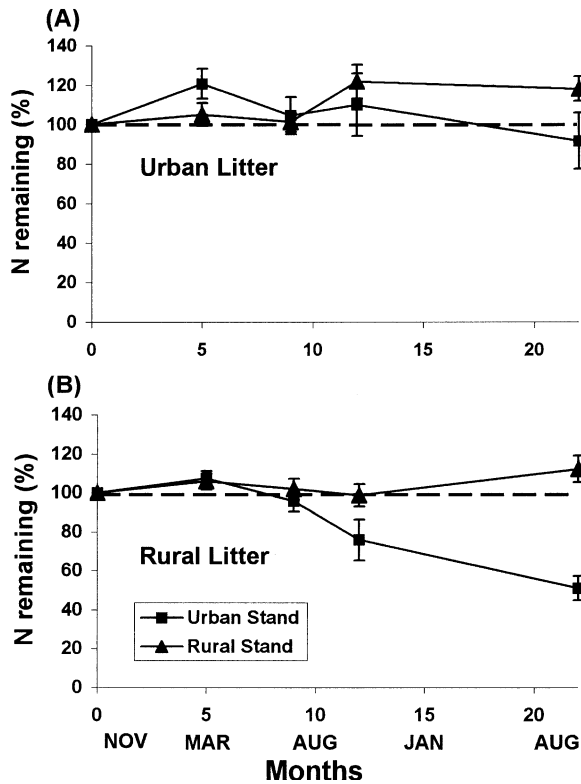 (A)
140
120
100
80
60
40
20
0
N remaining (%)
Urban Litter
0 5 10 15 20
(B)
140
120
100
80
60
40
20
0
N remaining (%)
Rural Litter
Urban Stand
Rural Stand
0 5 10 15 20
NOV MAR AUG JAN AUG
Months